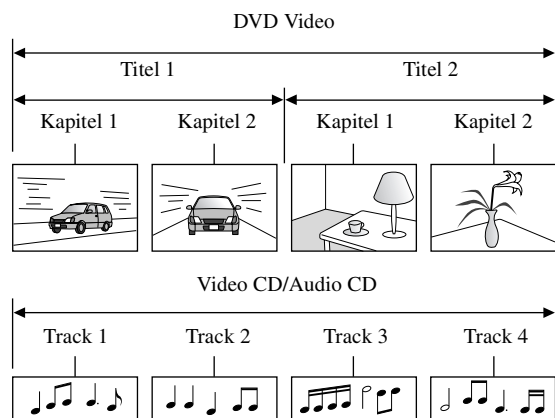 DVD Video
Titel 1 Titel 2
Kapitel 1 Kapitel 2 Kapitel 1 Kapitel 2
Video CD/Audio CD
Track 1 Track 2 Track 3 Track 4